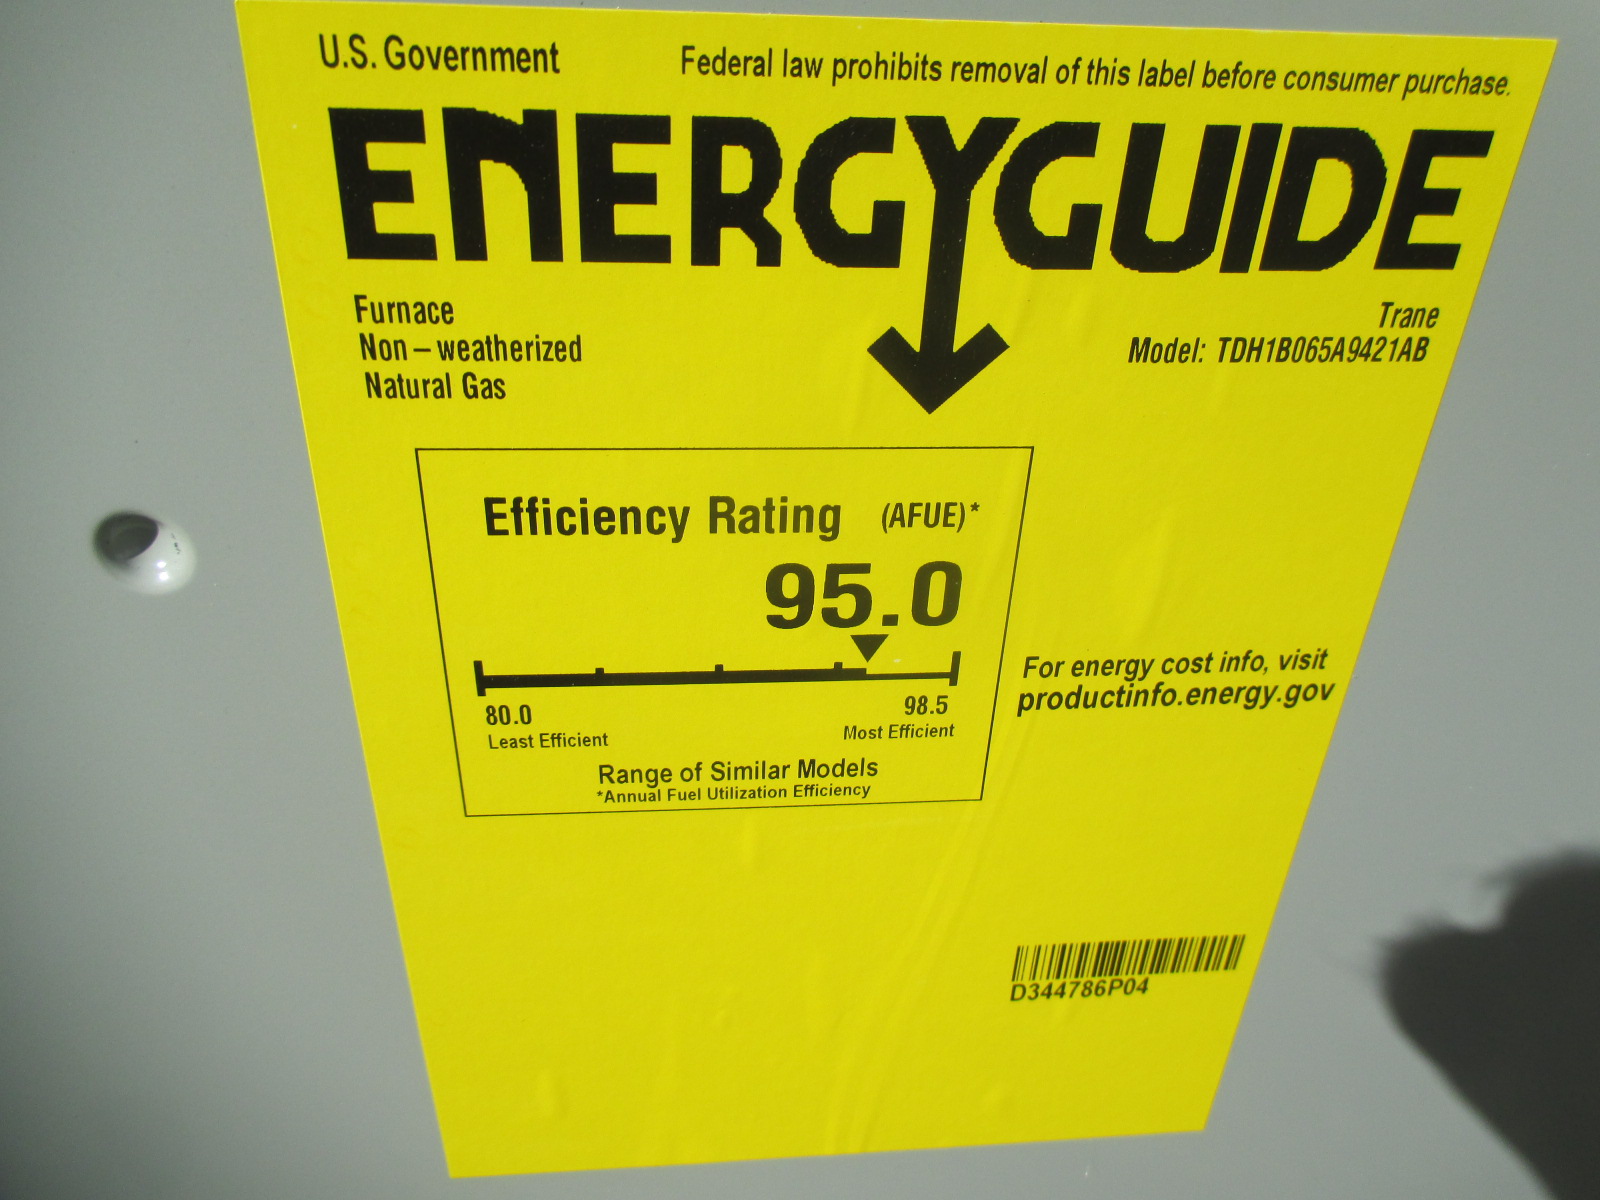 U.S. Government
Federal law prohibits removal of this label before consumer purchase.
ENERGYGUIDE
Furnace
Non – weatherized
Natural Gas
Trane
Model: TDH1B065A9421AB
Efficiency Rating (AFUE)*
95.0
80.0
Least Efficient
98.5
Most Efficient
Range of Similar Models
*Annual Fuel Utilization Efficiency
For energy cost info, visit
productinfo.energy.gov
D344786P04